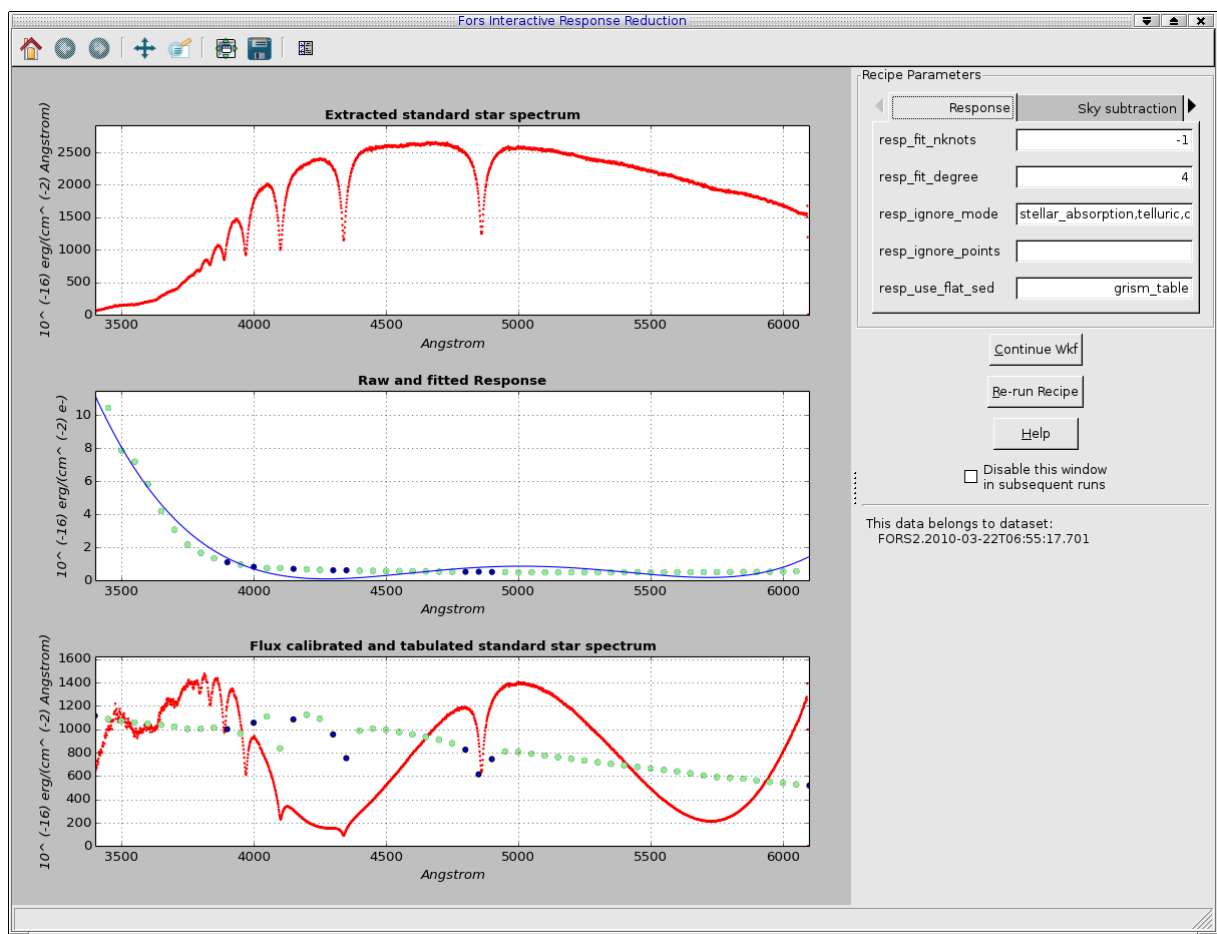 Fors Interactive Response Reduction
Extracted standard star spectrum
10^ (-16) erg/(cm^ (-2) Angstrom)
2500
2000
1500
1000
500
0
3500 4000 4500 5000 5500 6000
Angstrom
Raw and fitted Response
10^ (-16) erg/(cm^ (-2) e-)
10
8
6
4
2
0
3500 4000 4500 5000 5500 6000
Angstrom
Flux calibrated and tabulated standard star spectrum
10^ (-16) erg/(cm^ (-2) Angstrom)
1600
1400
1200
1000
800
600
400
200
0
3500 4000 4500 5000 5500 6000
Angstrom
Recipe Parameters
Response Sky subtraction
resp_fit_nknots -1
resp_fit_degree 4
resp_ignore_mode stellar_absorption,telluric,c
resp_ignore_points
resp_use_flat_sed grism_table
Continue Wkf
Re-run Recipe
Help
Disable this window
in subsequent runs
This data belongs to dataset:
FORS2.2010-03-22T06:55:17.701